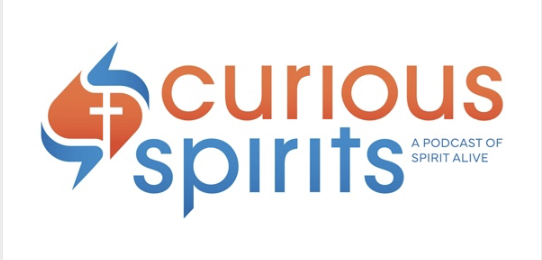 curious
spirits
A PODCAST OF
SPIRIT ALIVE